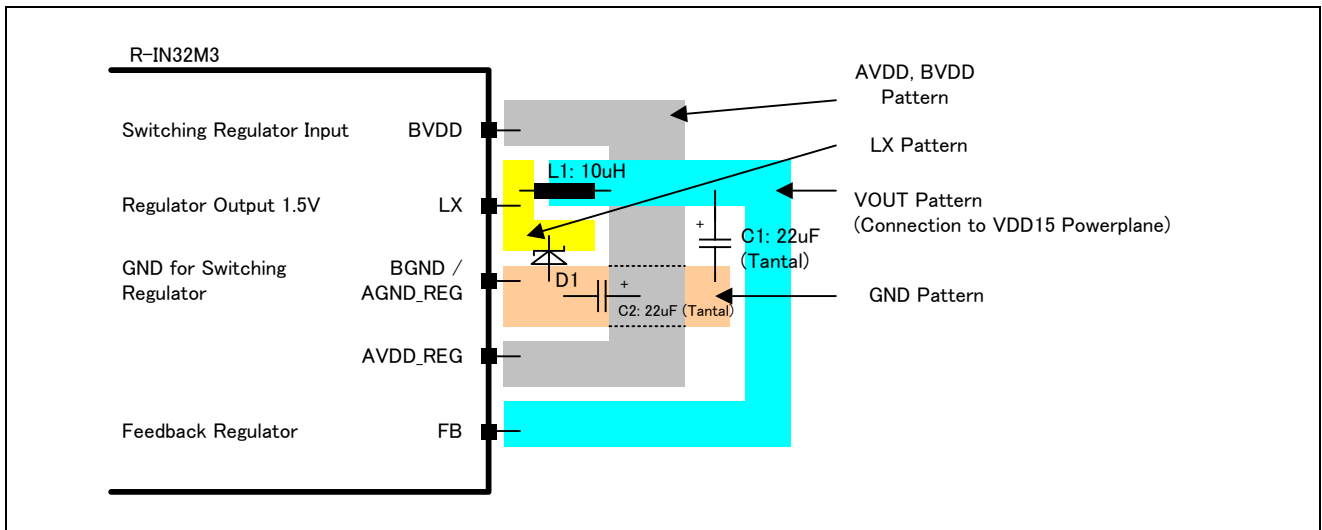 R-IN32M3
AVDD, BVDD
Pattern
Switching Regulator Input
BVDD
LX Pattern
L1: 10uH
Regulator Output 1.5V
LX
VOUT Pattern
(Connection to VDD15 Powerplane)
+
C1: 22uF
(Tantal)
GND for Switching
Regulator
BGND /
AGND_REG
D1
+
C2: 22uF (Tantal)
GND Pattern
AVDD_REG
Feedback Regulator
FB